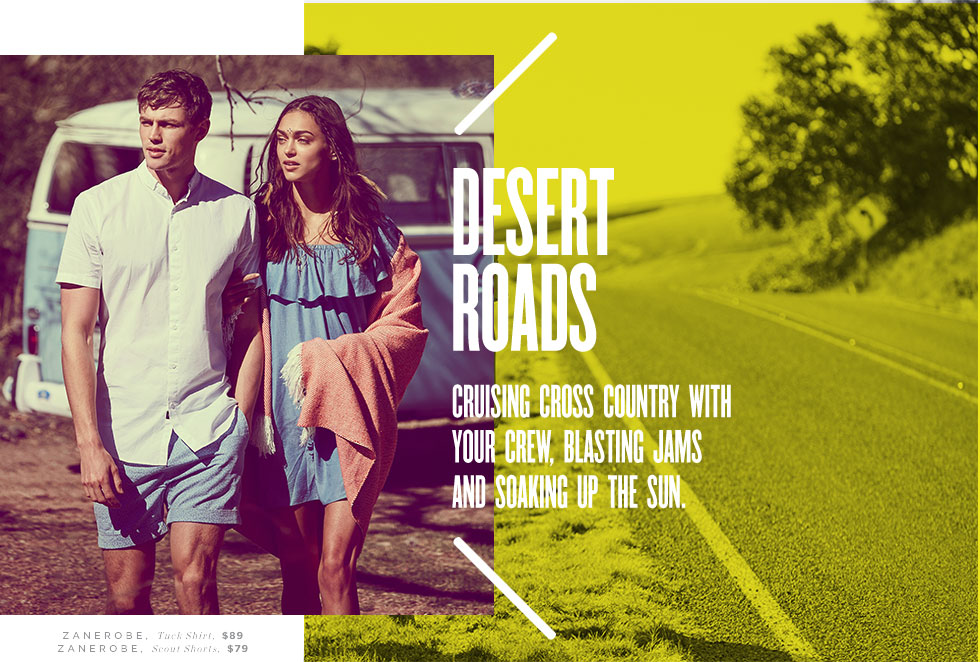 DESERT
ROADS
CRUISING CROSS COUNTRY WITH
YOUR CREW, BLASTING JAMS
AND SOAKING UP THE SUN.
ZANEROBE, Tuck Shirt, $89
ZANEROBE, Scout Shorts, $79